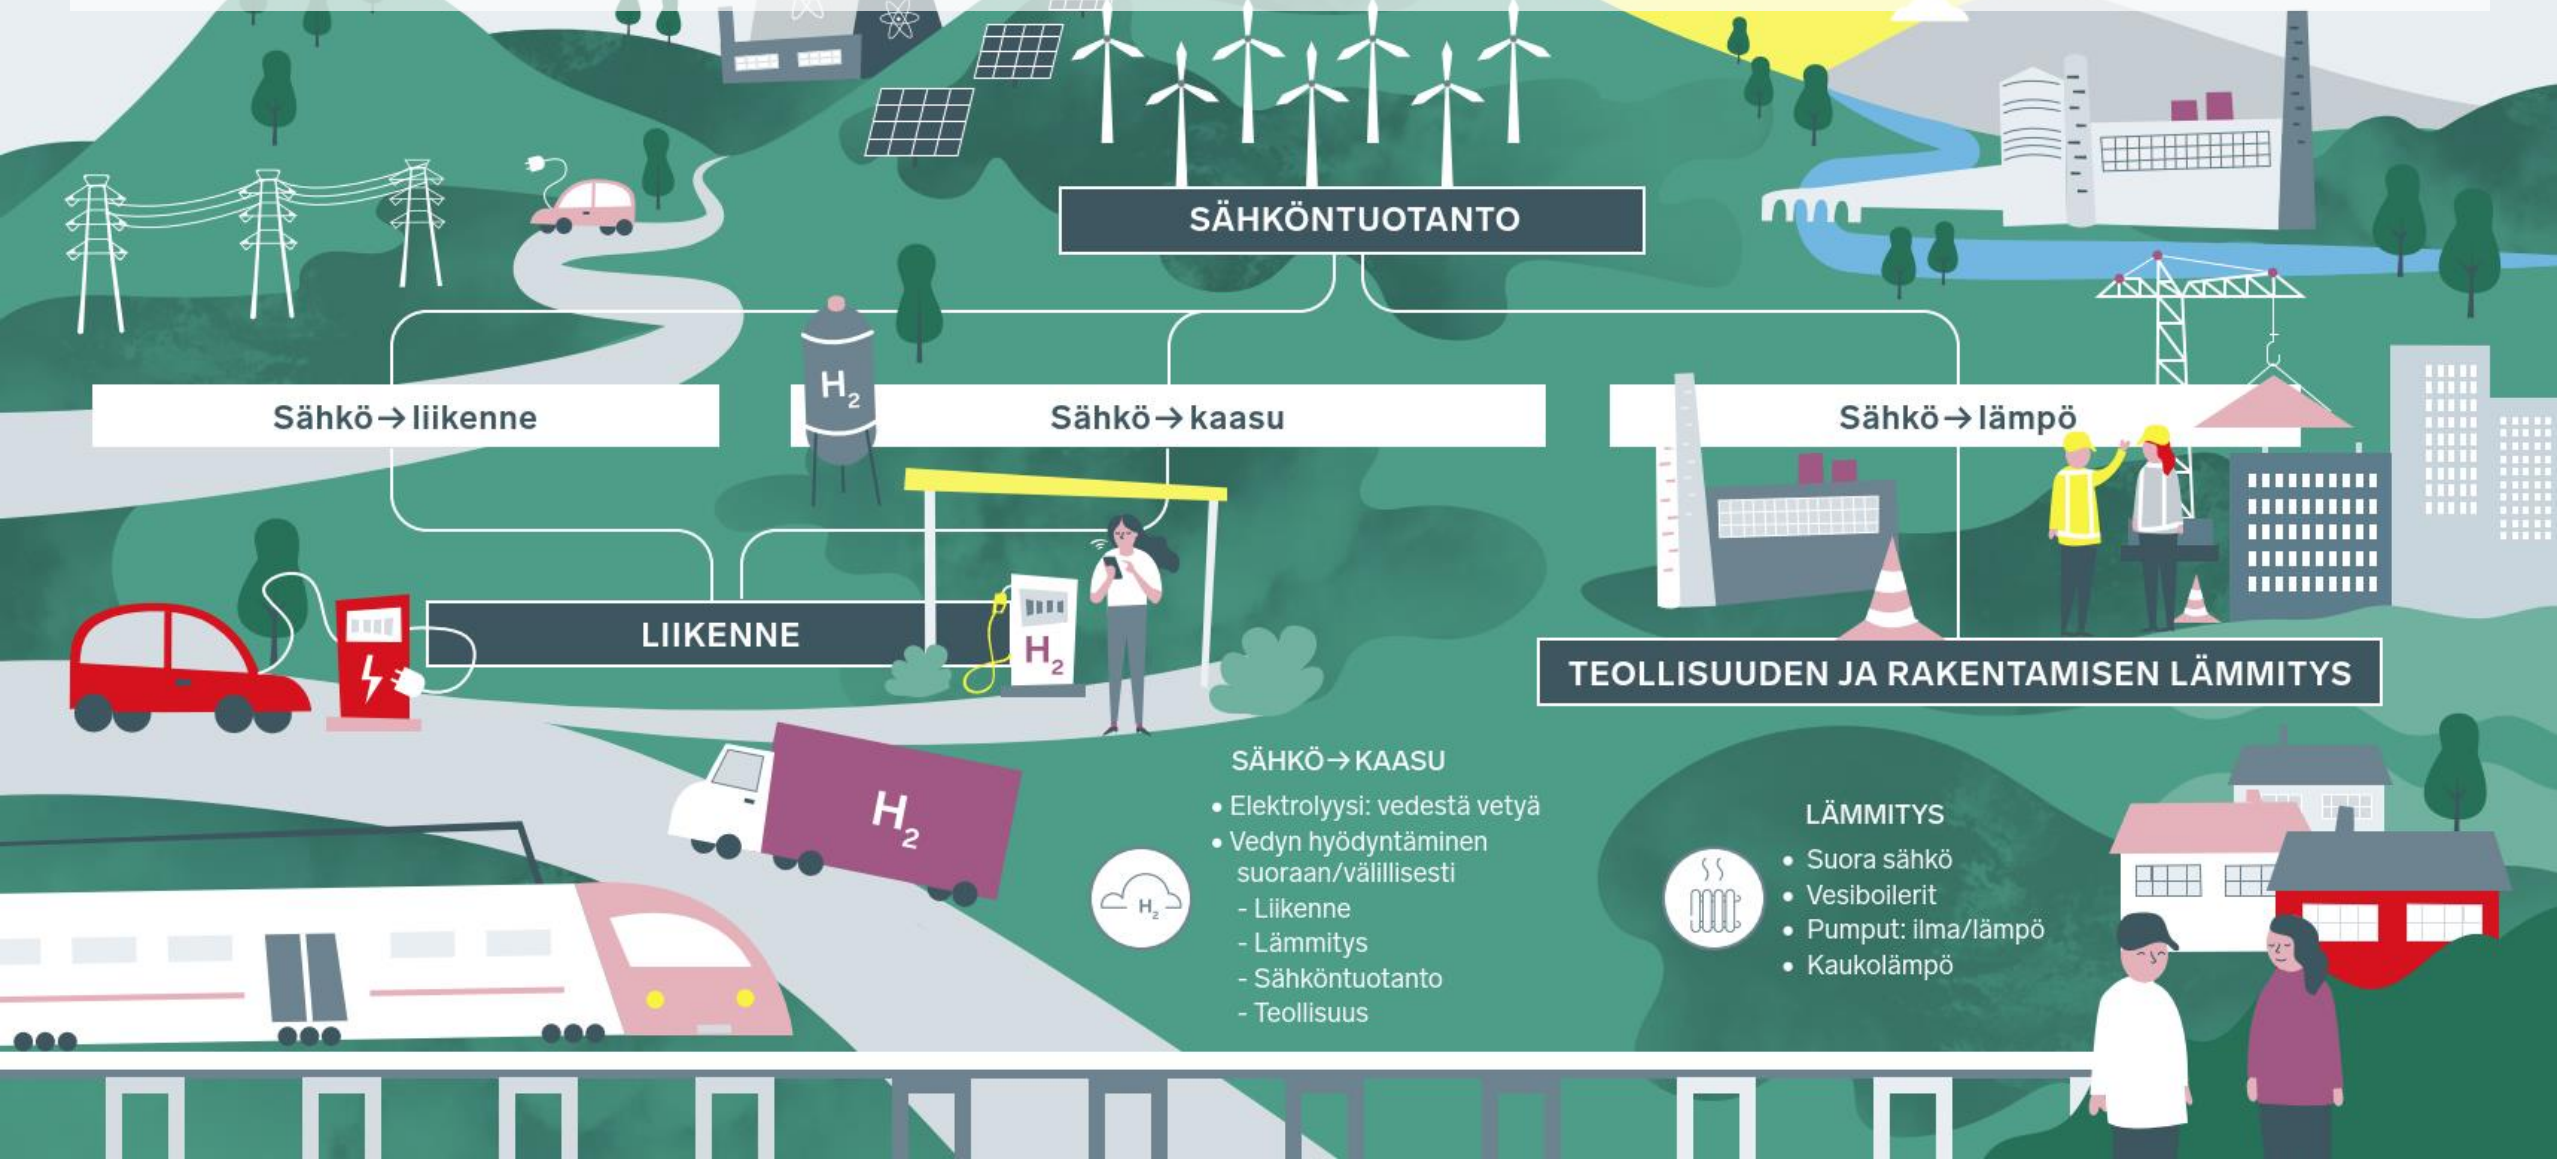 SÄHKÖNTUOTANTO
Sähkö→liikenne
H2
Sähkö→kaasu
Sähkö→lämpö
LIIKENNE
H2
TEOLLISUUDEN JA RAKENTAMISEN LÄMMITYS
H2
SÄHKÖ→KAASU
• Elektrolyysi: vedestä vetyä
• Vedyn hyödyntäminen
suoraan/välillisesti
- Liikenne
- Lämmitys
- Sähköntuotanto
- Teollisuus
H2
LÄMMITYS
• Suora sähkö
• Vesiboilerit
• Pumput: ilma/lämpö
• Kaukolämpö